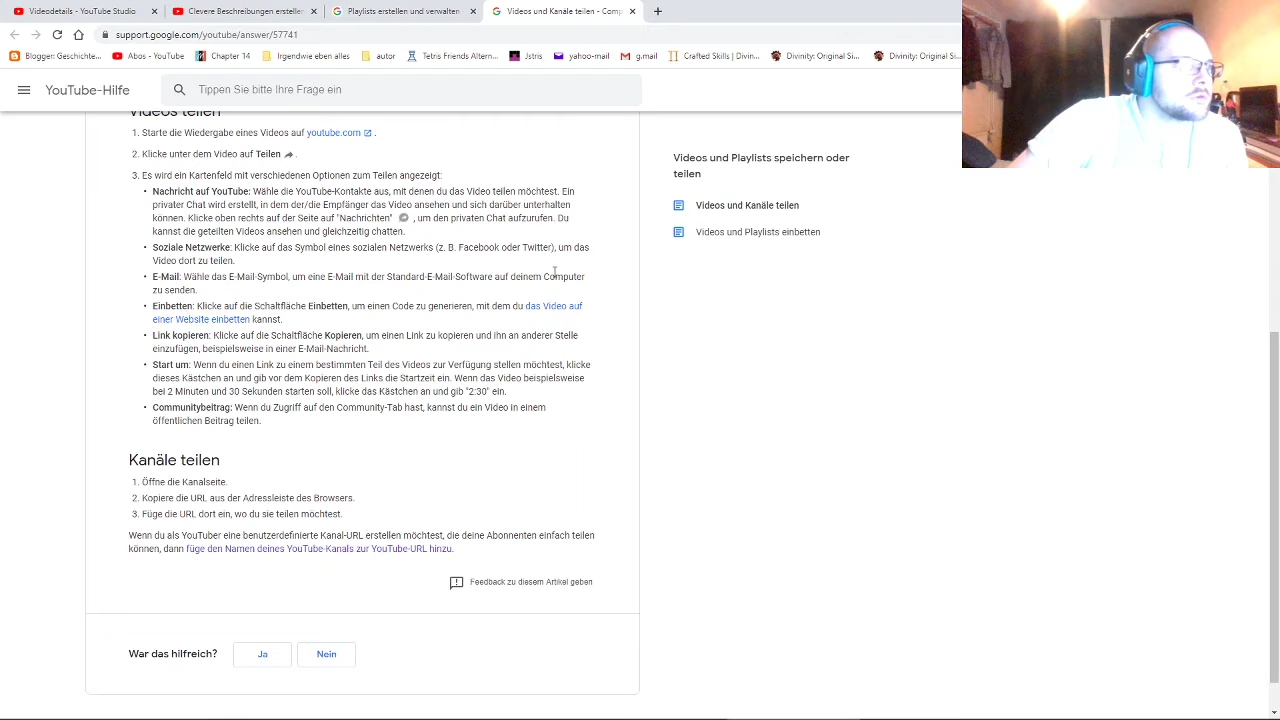 Videodetails - YouTube Studio
Clevere Beschreibungen erstelle
Playlists erstellen und verwalten
Videos und Kanäle teilen - Comp
support.google.com/youtube/answer/57741
Blogger: Geschichte...
Abos - YouTube
Chapter 14
Irgendwie eben alles
autor
Tetris Friends Altern...
Jstris
yahoo-mail
g.mail
Crafted Skills | Divin...
Divinity: Original Si...
Divinity: Original Si...
YouTube-Hilfe
Tippen Sie bitte Ihre Frage ein
Videos teilen
1. Starte die Wiedergabe eines Videos auf youtube.com .
2. Klicke unter dem Video auf Teilen .
3. Es wird ein Kartenfeld mit verschiedenen Optionen zum Teilen angezeigt:
• Nachricht auf YouTube: Wähle die YouTube-Kontakte aus, mit denen du das Video teilen möchtest. Ein
privater Chat wird erstellt, in dem der/die Empfänger das Video ansehen und sich darüber unterhalten
können. Klicke oben rechts auf der Seite auf "Nachrichten" , um den privaten Chat aufzurufen. Du
kannst die geteilten Videos ansehen und gleichzeitig chatten.
• Soziale Netzwerke: Klicke auf das Symbol eines sozialen Netzwerks (z. B. Facebook oder Twitter), um das
Video dort zu teilen.
• E-Mail: Wähle das E-Mail-Symbol, um eine E-Mail mit der Standard-E-Mail-Software auf deinem Computer
zu senden.
• Einbetten: Klicke auf die Schaltfläche Einbetten, um einen Code zu generieren, mit dem du das Video auf
einer Website einbetten kannst.
• Link kopieren: Klicke auf die Schaltfläche Kopieren, um einen Link zu kopieren und ihn an anderer Stelle
einzufügen, beispielsweise in einer E-Mail-Nachricht.
• Start um: Wenn du einen Link zu einem bestimmten Teil des Videos zur Verfügung stellen möchtest, klicke
dieses Kästchen an und gib vor dem Kopieren des Links die Startzeit ein. Wenn das Video beispielsweise
bei 2 Minuten und 30 Sekunden starten soll, klicke das Kästchen an und gib "2:30" ein.
• Communitybeitrag: Wenn du Zugriff auf den Community-Tab hast, kannst du ein Video in einem
öffentlichen Beitrag teilen.
Kanäle teilen
1. Öffne die Kanalseite.
2. Kopiere die URL aus der Adressleiste des Browsers.
3. Füge die URL dort ein, wo du sie teilen möchtest.
Wenn du als YouTuber eine benutzerdefinierte Kanal-URL erstellen möchtest, die deine Abonnenten einfach teilen
können, dann füge den Namen deines YouTube-Kanals zur YouTube-URL hinzu.
Feedback zu diesem Artikel geben
War das hilfreich?
Ja
Nein
Videos und Playlists speichern oder
teilen
Videos und Kanäle teilen
Videos und Playlists einbetten